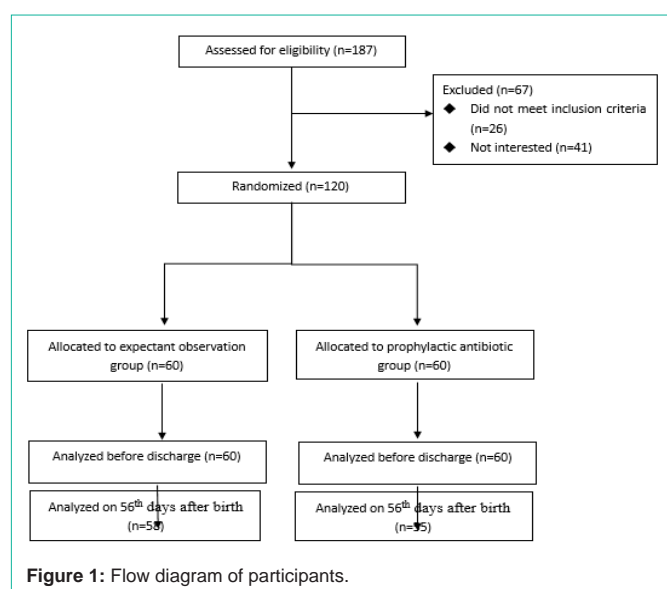 Assessed for eligibility (n=187)
Excluded (n=67)
◆ Did not meet inclusion criteria
(n=26)
◆ Not interested (n=41)
Randomized (n=120)
Allocated to expectant observation
group (n=60)
Allocated to prophylactic antibiotic
group (n=60)
Analyzed before discharge (n=60)
Analyzed before discharge (n=60)
Analyzed on 56th days after birth
(n=58)
Analyzed on 56th days after birth
(n=55)
Figure 1: Flow diagram of participants.